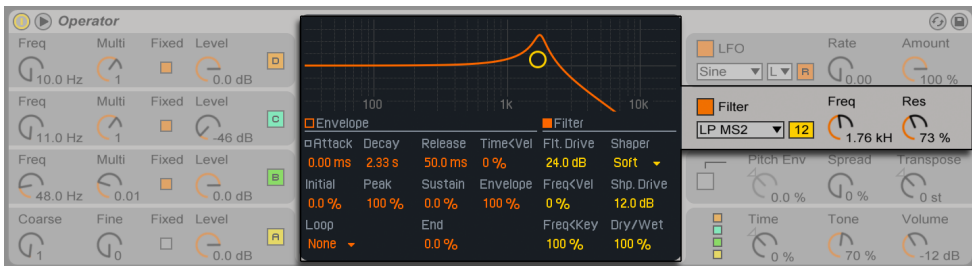 Operator
Freq Multi Fixed Level
10.0 Hz 1 0.0 dB D
Freq Multi Fixed Level
11.0 Hz 1 -46 dB C
Freq Multi Fixed Level
48.0 Hz 0.01 0.0 dB B
Coarse Fine Fixed Level
1 0 0.0 dB A
100 1K 10K
Envelope Filter
Attack Decay Release Time<Vel Flt. Drive Shaper
0.00 ms 2.33 s 50.0 ms 0 % 24.0 dB Soft
Initial Peak Sustain Envelope Freq<Vel Shp. Drive
0.0 % 100 % 0.0 % 100 % 0 % 12.0 dB
Loop End Freq<Key Dry/Wet
None 0.0 % 100 % 100 %
LFO Rate Amount
Sine L R 0.00 100 %
Filter Freq Res
LP MS2 12 1.76 kH 73 %
Pitch Env Spread Transpose
0.0 % 0 % 0 st
Time Tone Volume
0 % 70 % -12 dB